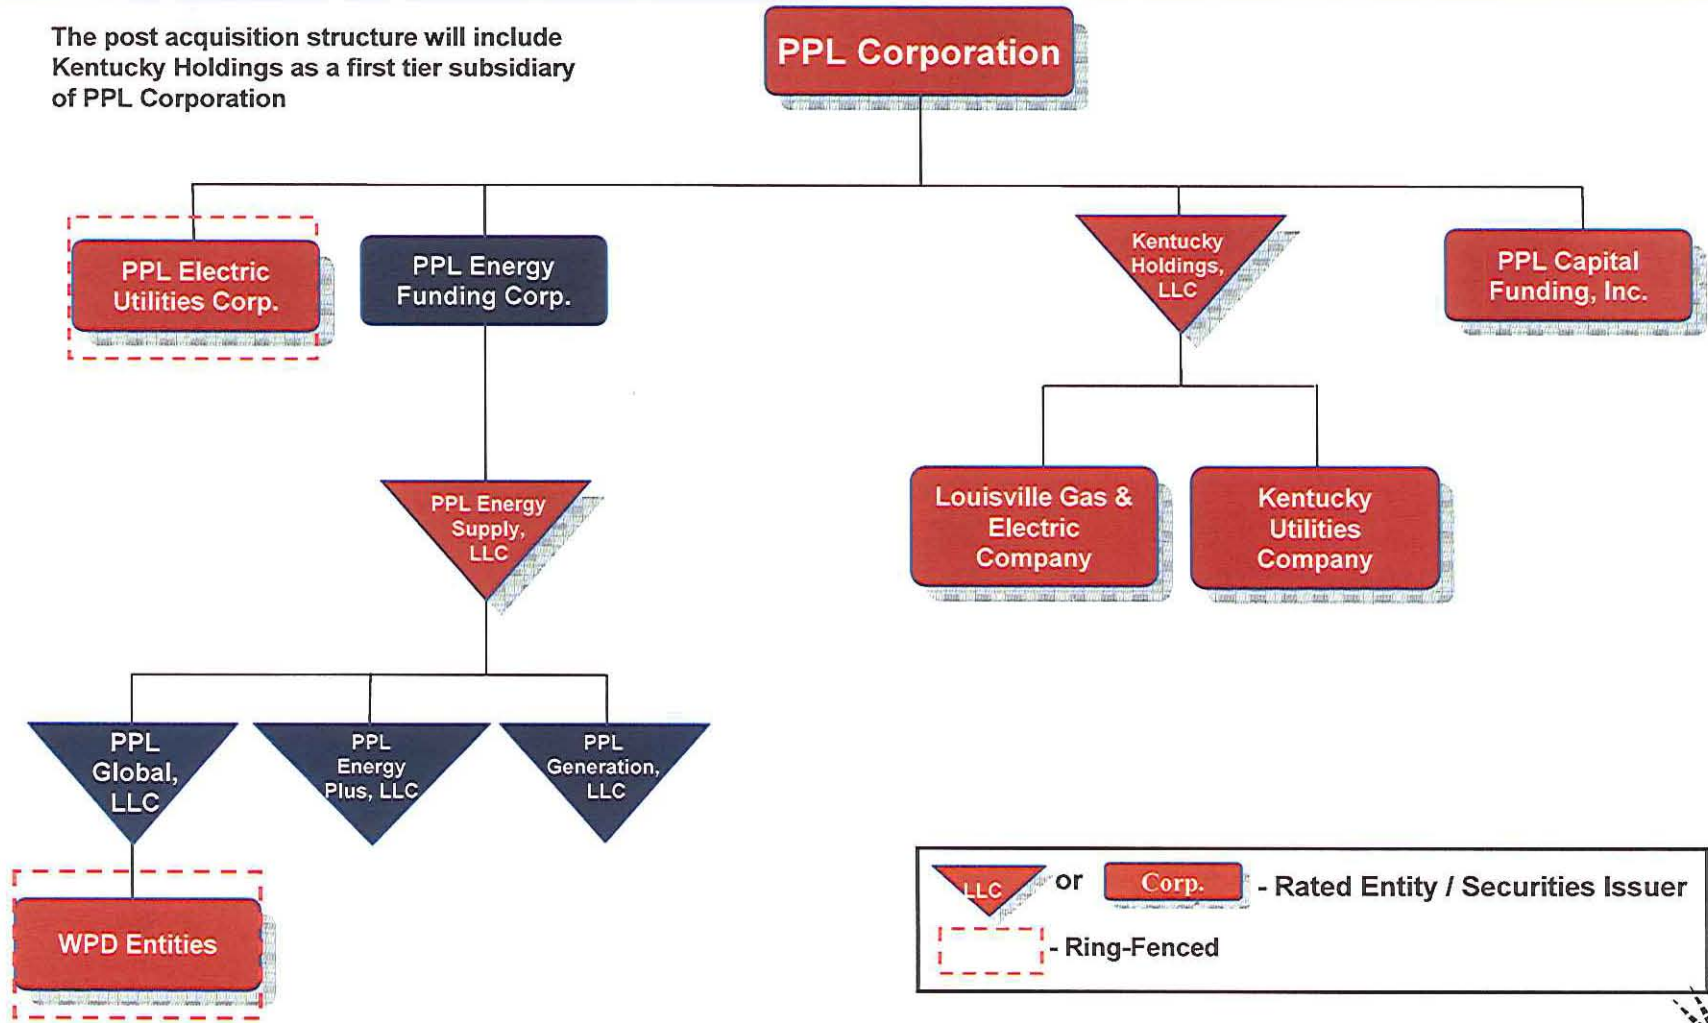 The post acquisition structure will include
Kentucky Holdings as a first tier subsidiary
of PPL Corporation
PPL Corporation
PPL Electric
Utilities Corp.
PPL Energy
Funding Corp.
Kentucky
Holdings,
LLC
PPL Capital
Funding, Inc.
PPL Energy
Supply,
LLC
Louisville Gas &
Electric
Company
Kentucky
Utilities
Company
PPL
Global,
LLC
PPL
Energy
Plus, LLC
PPL
Generation,
LLC
WPD Entities
LLC or Corp. - Rated Entity / Securities Issuer
- Ring-Fenced